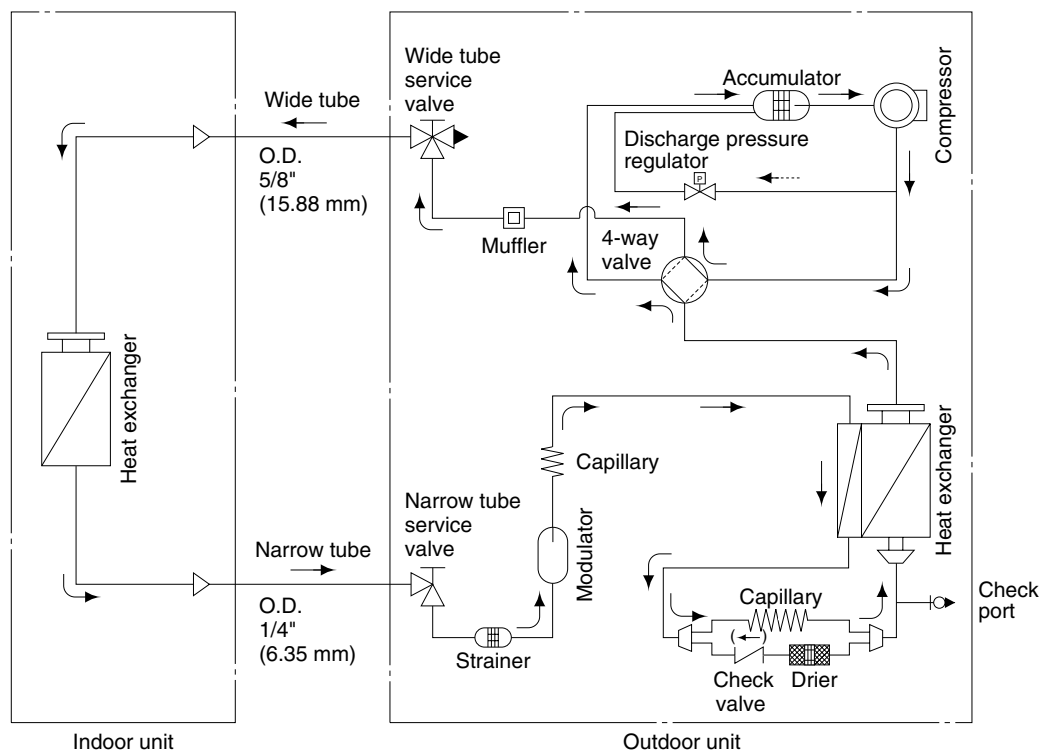 Wide tube
service
valve
Wide tube
O.D.
5/8"
(15.88 mm)
Accumulator
Compressor
Discharge pressure
regulator
P
Muffler
4-way
valve
Heat exchanger
Capillary
Heat exchanger
Narrow tube
service
valve
Modulator
Narrow tube
O.D.
1/4"
(6.35 mm)
Strainer
Capillary
Check
port
Check
valve
Drier
Indoor unit
Outdoor unit